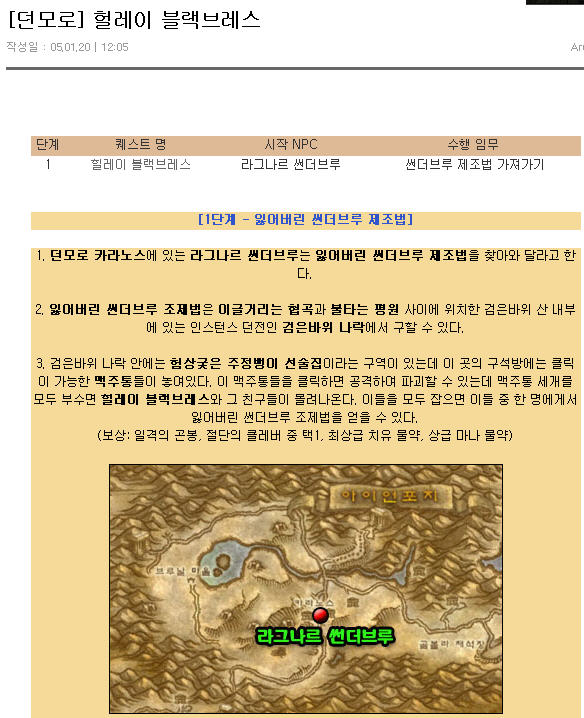 [던모로] 헐레이 블랙브레스
작성일 : 05.01.20 | 12:05
단계 퀘스트 명 시작 NPC 수행 임무
1 헐레이 블랙브레스 라그나르 썬더브루 썬더브루 제조법 가져가기
[1단계 - 잃어버린 썬더브루 제조법]
1. 던모로 카라노스에 있는 라그나르 썬더브루는 잃어버린 썬더브루 제조법을 찾아와 달라고 한
다.
2. 잃어버린 썬더브루 조제법은 이글거리는 협곡과 불타는 평원 사이에 위치한 검은바위 산 내부
에 있는 인스턴스 던전인 검은바위 나락에서 구할 수 있다.
3. 검은바위 나락 안에는 험상궂은 주정뱅이 선술집이라는 구역이 있는데 이 곳의 구석방에는 클릭
이 가능한 맥주통들이 놓여있다. 이 맥주통들을 클릭하면 공격하여 파괴할 수 있는데 맥주통 세개를
모두 부수면 헐레이 블랙브레스와 그 친구들이 몰려나온다. 이들을 모두 잡으면 이들 중 한 명에게서
잃어버린 썬더브루 조제법을 얻을 수 있다.
(보상: 일격의 곤봉, 절단의 클레버 중 택1, 최상급 치유 물약, 상급 마나 물약)
아이언포지
브루날 마을
카라노스
라그나르 썬더브루
골볼라 채석장